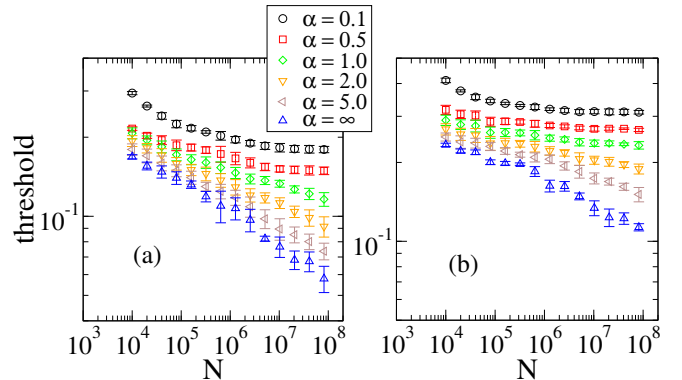 α = 0.1
α = 0.5
α = 1.0
α = 2.0
α = 5.0
α = ∞
threshold
10^-1
(a)
10^3 10^4 10^5 10^6 10^7 10^8
N
10^-1
(b)
10^3 10^4 10^5 10^6 10^7 10^8
N